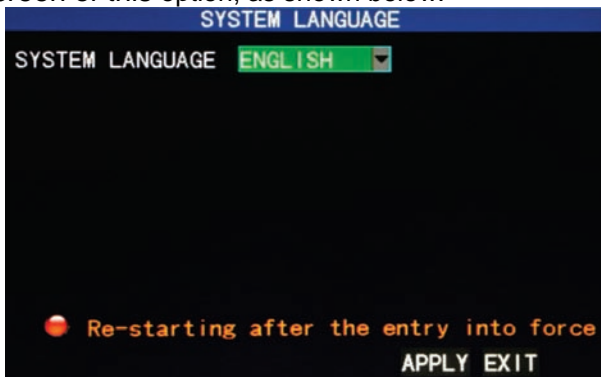 SYSTEM LANGUAGE
SYSTEM LANGUAGE ENGLISH
Re-starting after the entry into force
APPLY EXIT